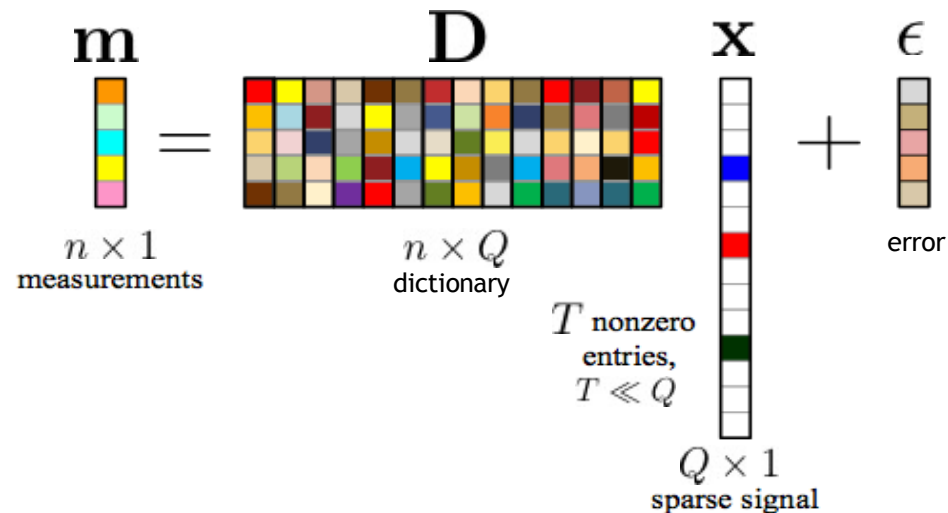 m
=
D
x
+
ϵ
n × 1
measurements
n × Q
dictionary
error
T nonzero
entries,
T ≪ Q
Q × 1
sparse signal